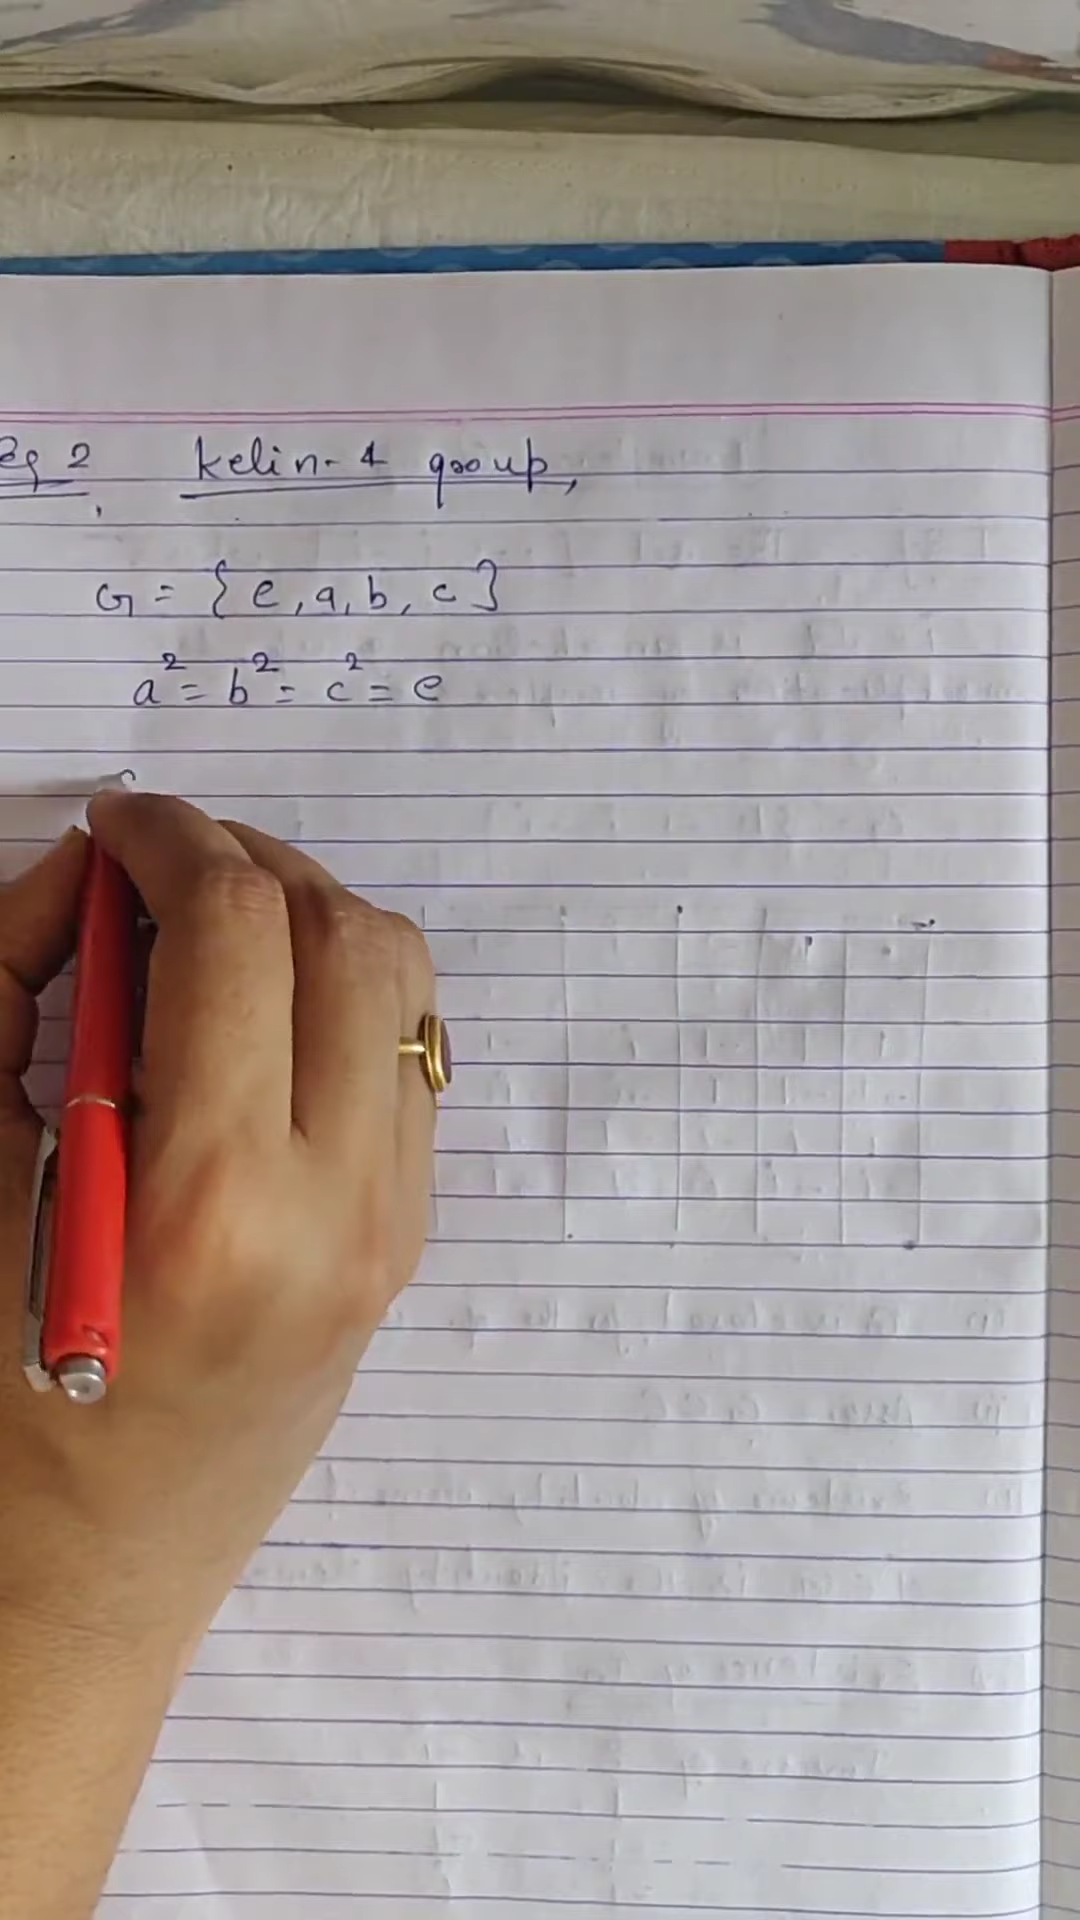 eg 2 kelin-4 group,
G = { e, a, b, c }
a² = b² = c² = e